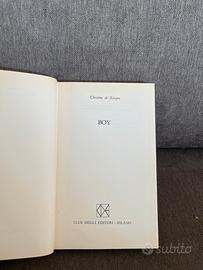 Christine de Rivoyre
BOY
CLUB DEGLI EDITORI - MILANO
subito